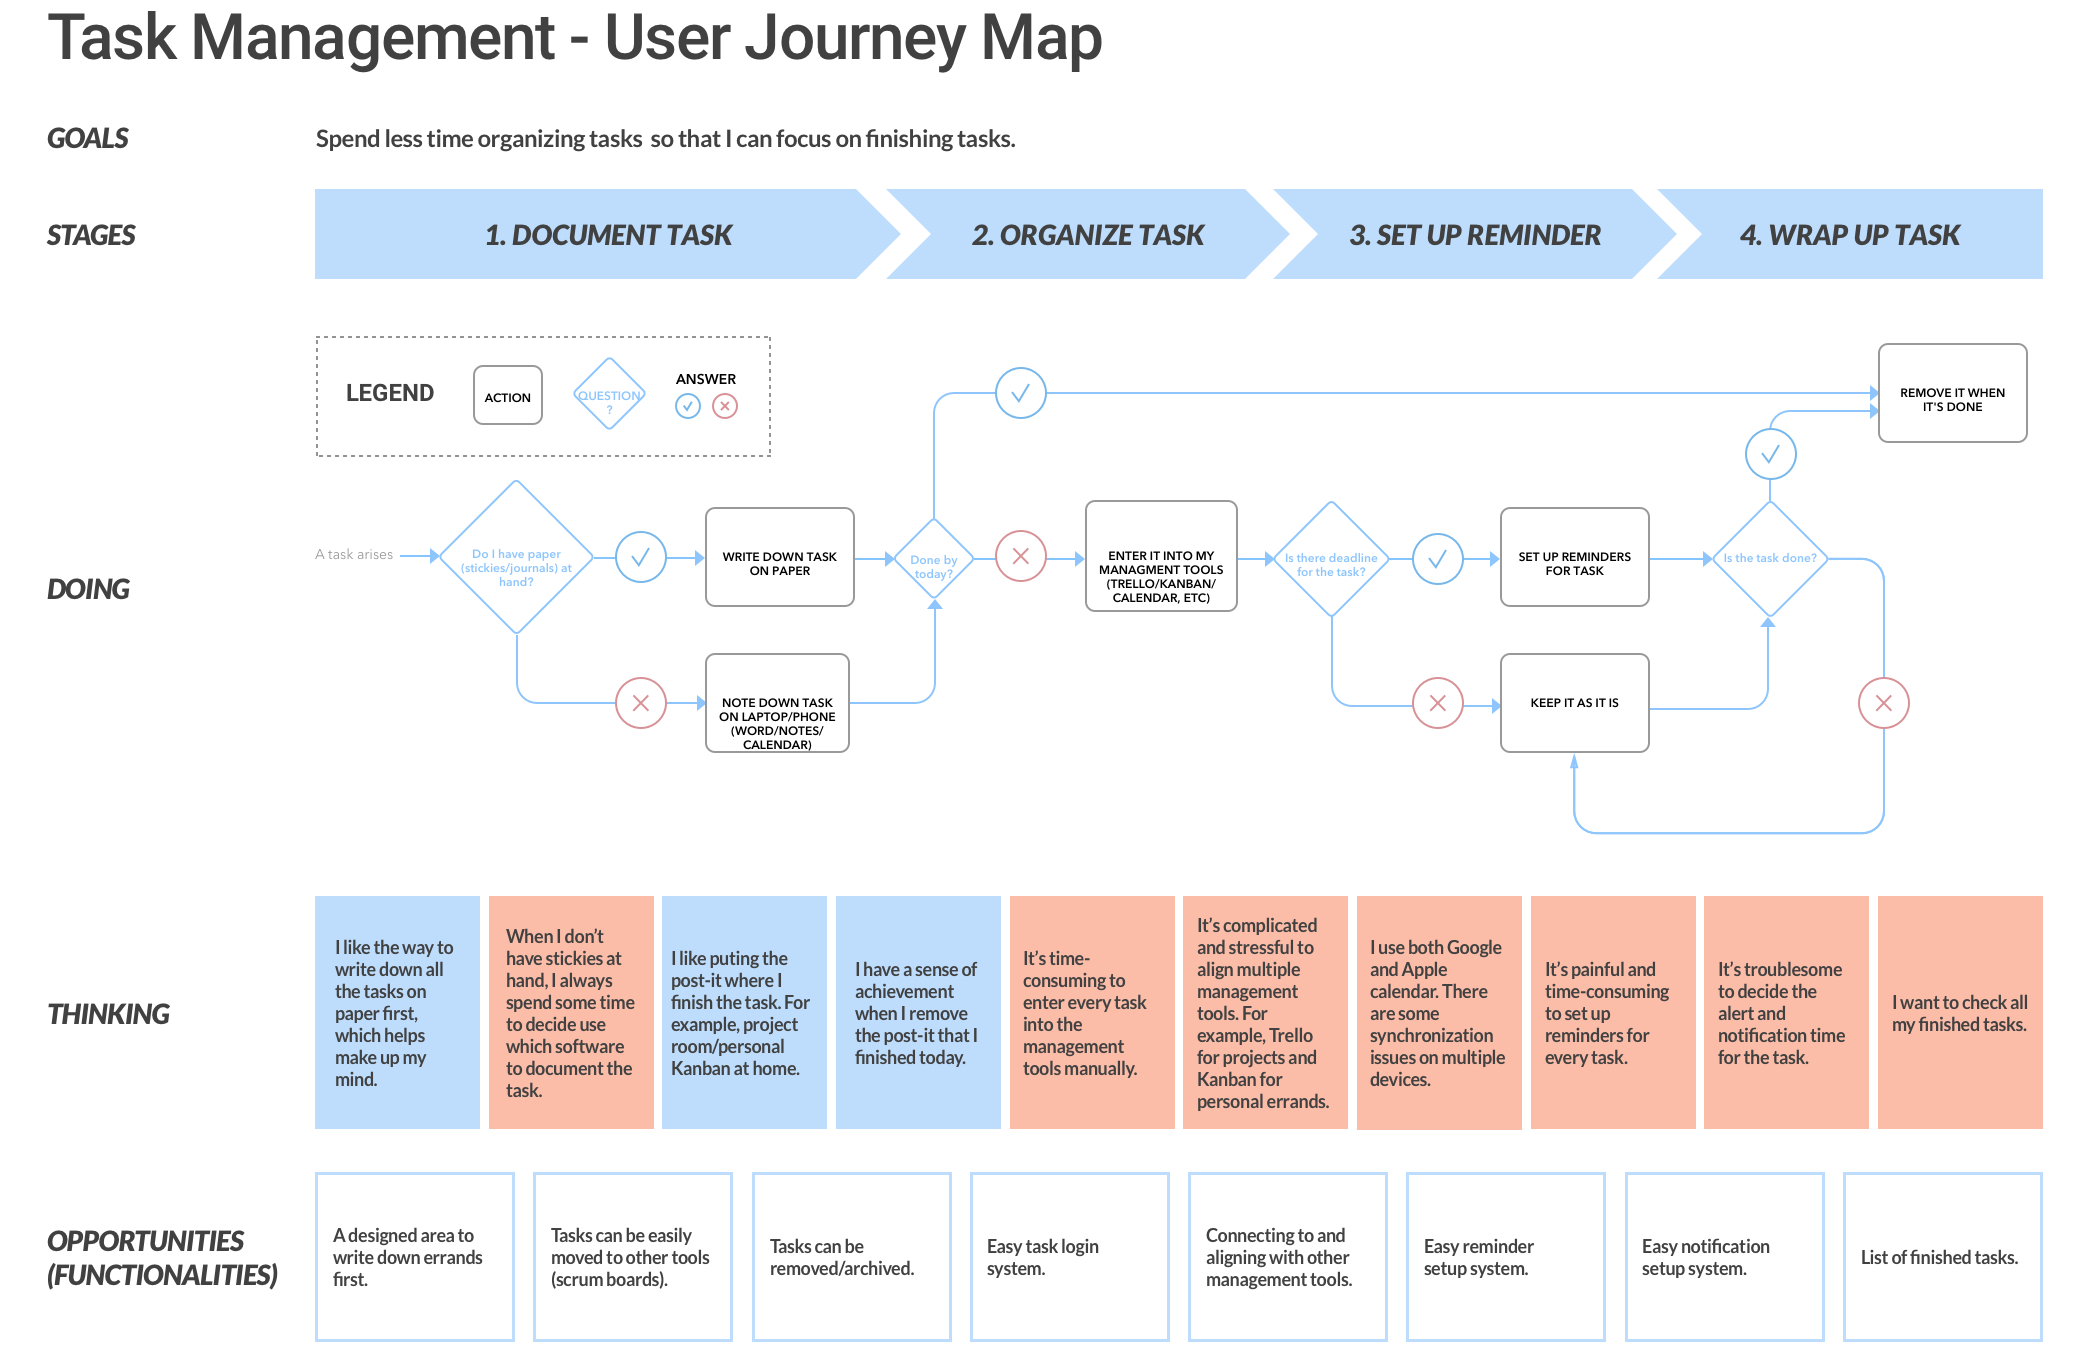 Task Management - User Journey Map
GOALS
Spend less time organizing tasks so that I can focus on finishing tasks.
STAGES
1. DOCUMENT TASK
2. ORGANIZE TASK
3. SET UP REMINDER
4. WRAP UP TASK
LEGEND
ACTION
QUESTION
?
ANSWER
REMOVE IT WHEN
IT'S DONE
DOING
A task arises
Do I have paper
(stickies/journals) at
hand?
WRITE DOWN TASK
ON PAPER
Done by
today?
ENTER IT INTO MY
MANAGMENT TOOLS
(TRELLO/KANBAN/
CALENDAR, ETC)
Is there deadline
for the task?
SET UP REMINDERS
FOR TASK
Is the task done?
NOTE DOWN TASK
ON LAPTOP/PHONE
(WORD/NOTES/
CALENDAR)
KEEP IT AS IT IS
THINKING
I like the way to
write down all
the tasks on
paper first,
which helps
make up my
mind.
When I don't
have stickies at
hand, I always
spend some time
to decide use
which software
to document the
task.
I like puting the
post-it where I
finish the task. For
example, project
room/personal
Kanban at home.
I have a sense of
achievement
when I remove
the post-it that I
finished today.
It's time-
consuming to
enter every task
into the
management
tools manually.
It's complicated
and stressful to
align multiple
management
tools. For
example, Trello
for projects and
Kanban for
personal errands.
I use both Google
and Apple
calendar. There
are some
synchronization
issues on multiple
devices.
It's painful and
time-consuming
to set up
reminders for
every task.
It's troublesome
to decide the
alert and
notification time
for the task.
I want to check all
my finished tasks.
OPPORTUNITIES
(FUNCTIONALITIES)
A designed area to
write down errands
first.
Tasks can be easily
moved to other tools
(scrum boards).
Tasks can be
removed/archived.
Easy task login
system.
Connecting to and
aligning with other
management tools.
Easy reminder
setup system.
Easy notification
setup system.
List of finished tasks.